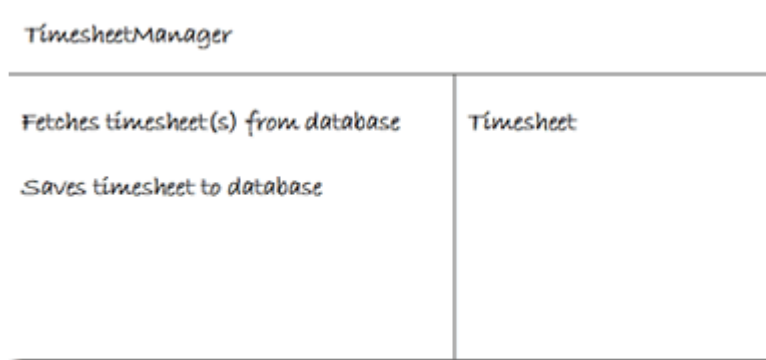 TimesheetManager
Fetches timesheet(s) from database
Timesheet
Saves timesheet to database